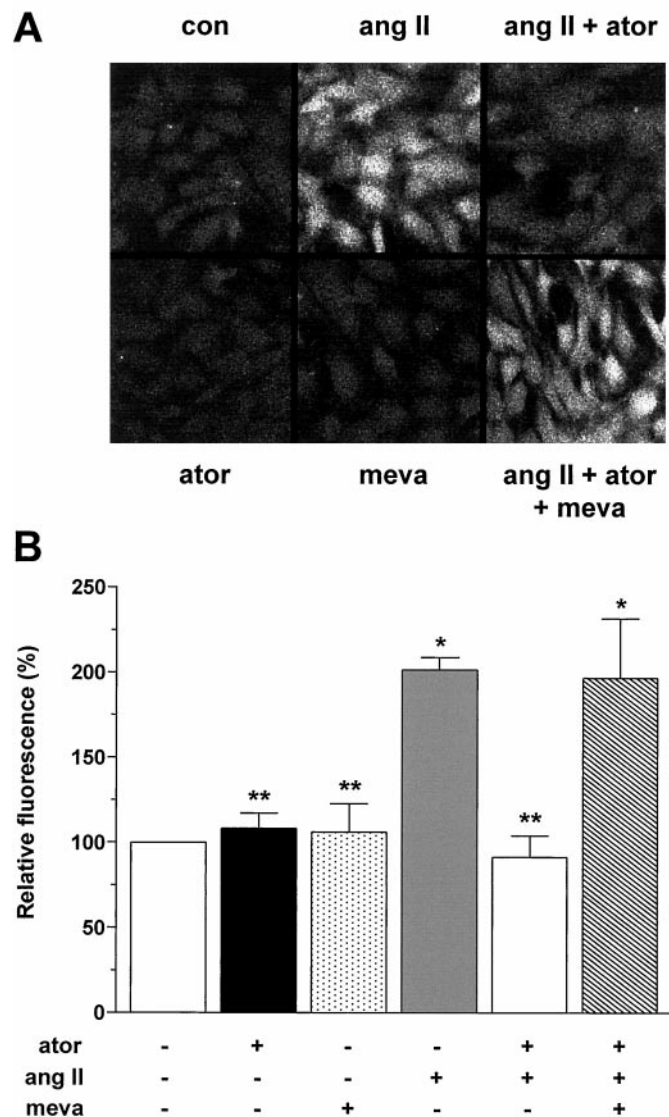 A
con ang II ang II + ator
ator meva ang II + ator
+ meva
B
250
200
150
100
50
0
Relative fluorescence (%)
** ** * ** *
ator - + - - + +
ang II - - - + + +
meva - - + - - +